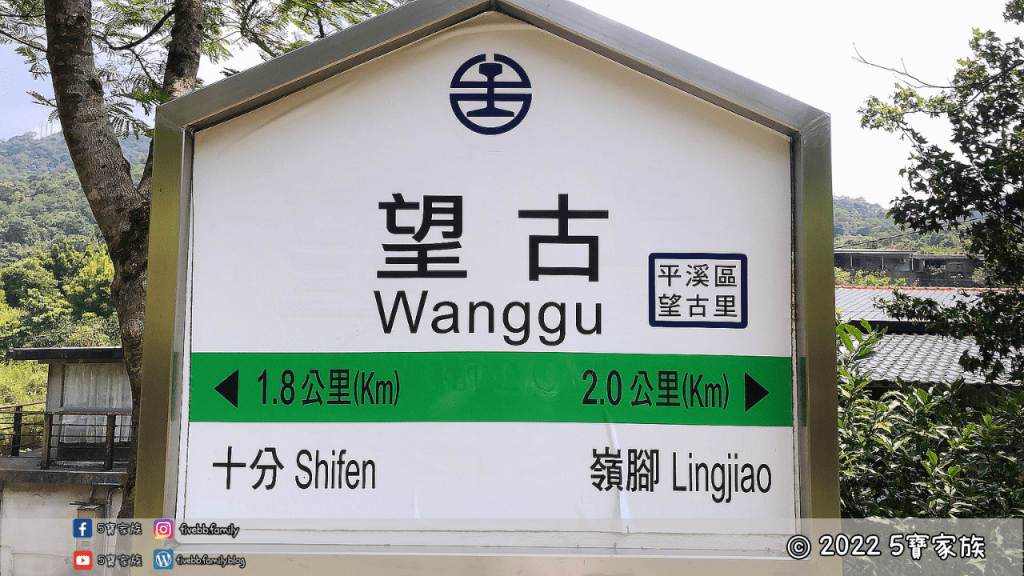 望古
Wanggu
平溪區
望古里
1.8公里(Km)
2.0公里(Km)
十分 Shifen
嶺腳 Lingjiao
5寶家族
fivebb.family
5寶家族
fivebb.family.blog
© 2022 5寶家族